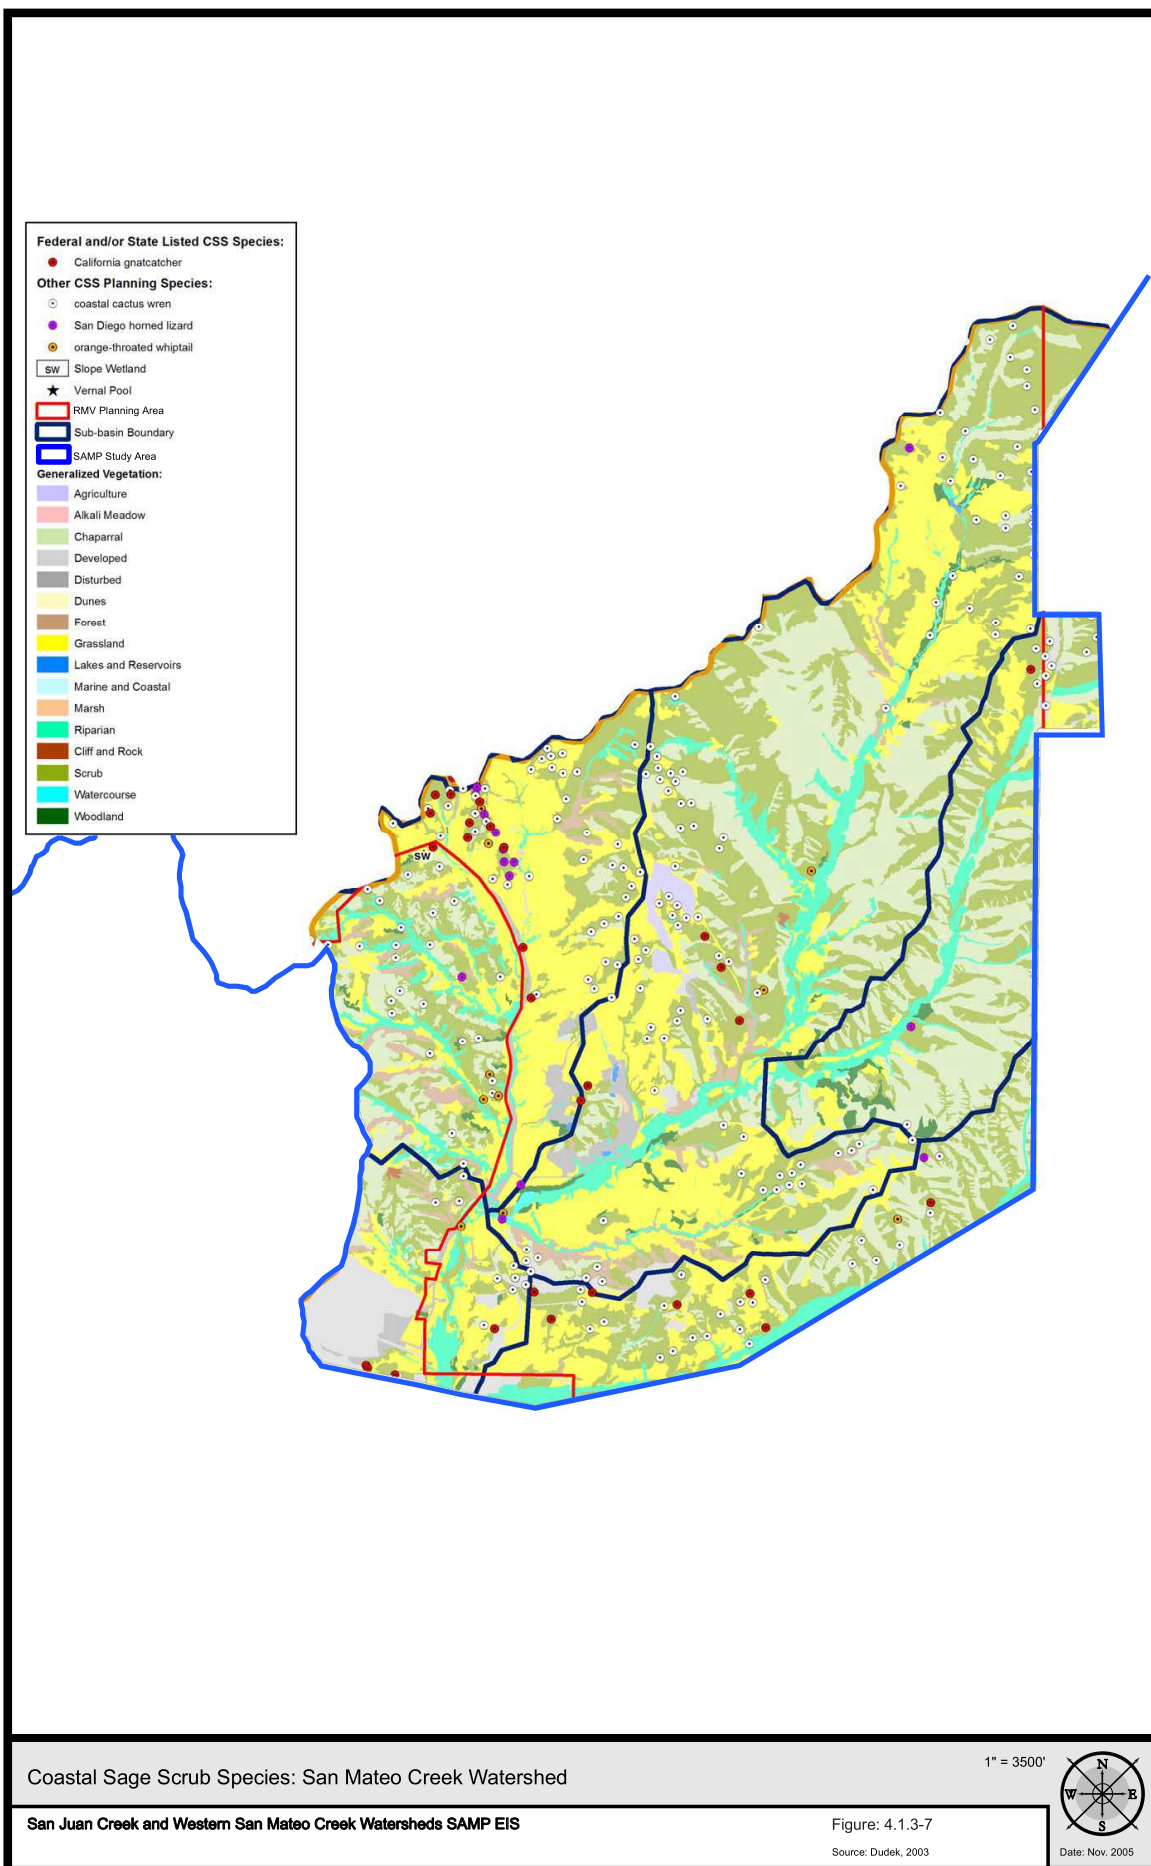 Federal and/or State Listed CSS Species:
California gnatcatcher
Other CSS Planning Species:
coastal cactus wren
San Diego horned lizard
orange-throated whiptail
SW Slope Wetland
Vernal Pool
RMV Planning Area
Sub-basin Boundary
SAMP Study Area
Generalized Vegetation:
Agriculture
Alkali Meadow
Chaparral
Developed
Disturbed
Dunes
Forest
Grassland
Lakes and Reservoirs
Marine and Coastal
Marsh
Riparian
Cliff and Rock
Scrub
Watercourse
Woodland
SW
Coastal Sage Scrub Species: San Mateo Creek Watershed
1" = 3500'
San Juan Creek and Western San Mateo Creek Watersheds SAMP EIS
Figure: 4.1.3-7
Source: Dudek, 2003
N
W E
S
Date: Nov. 2005